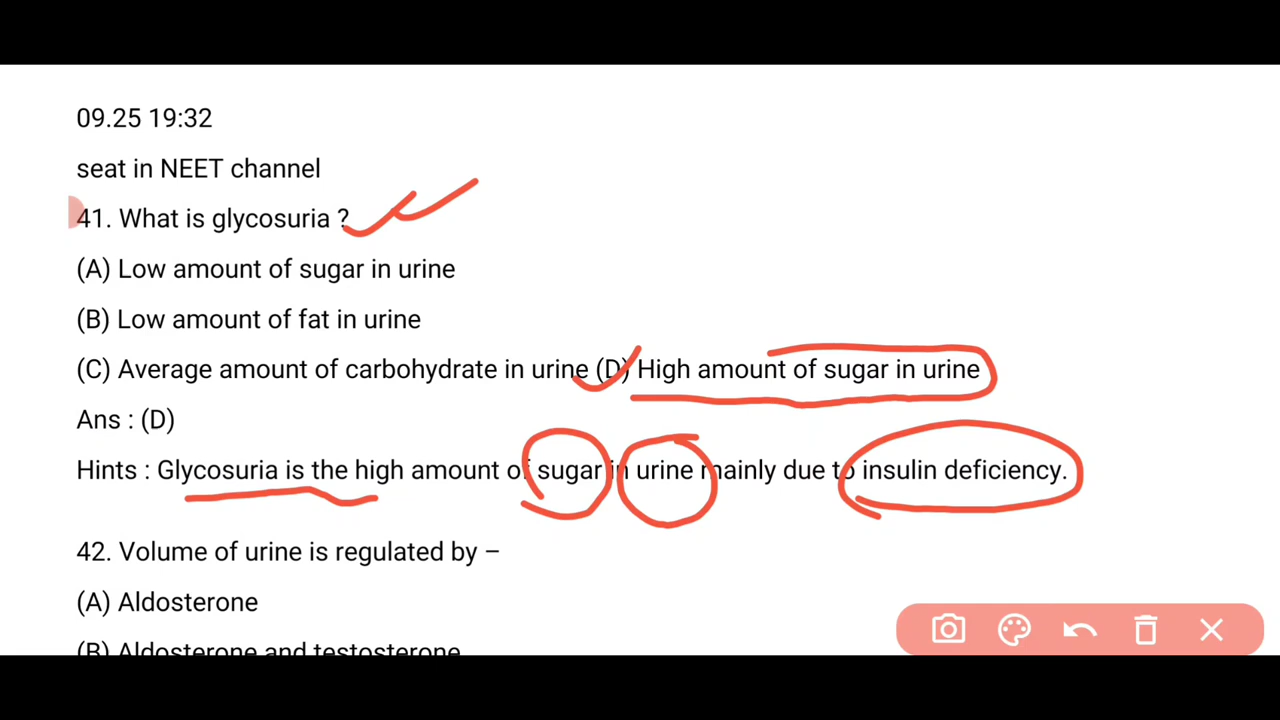 09.25 19:32
seat in NEET channel
41. What is glycosuria ?
(A) Low amount of sugar in urine
(B) Low amount of fat in urine
(C) Average amount of carbohydrate in urine (D) High amount of sugar in urine
Ans : (D)
Hints : Glycosuria is the high amount of sugar in urine mainly due to insulin deficiency.
42. Volume of urine is regulated by –
(A) Aldosterone
(B) Aldosterone and testosterone